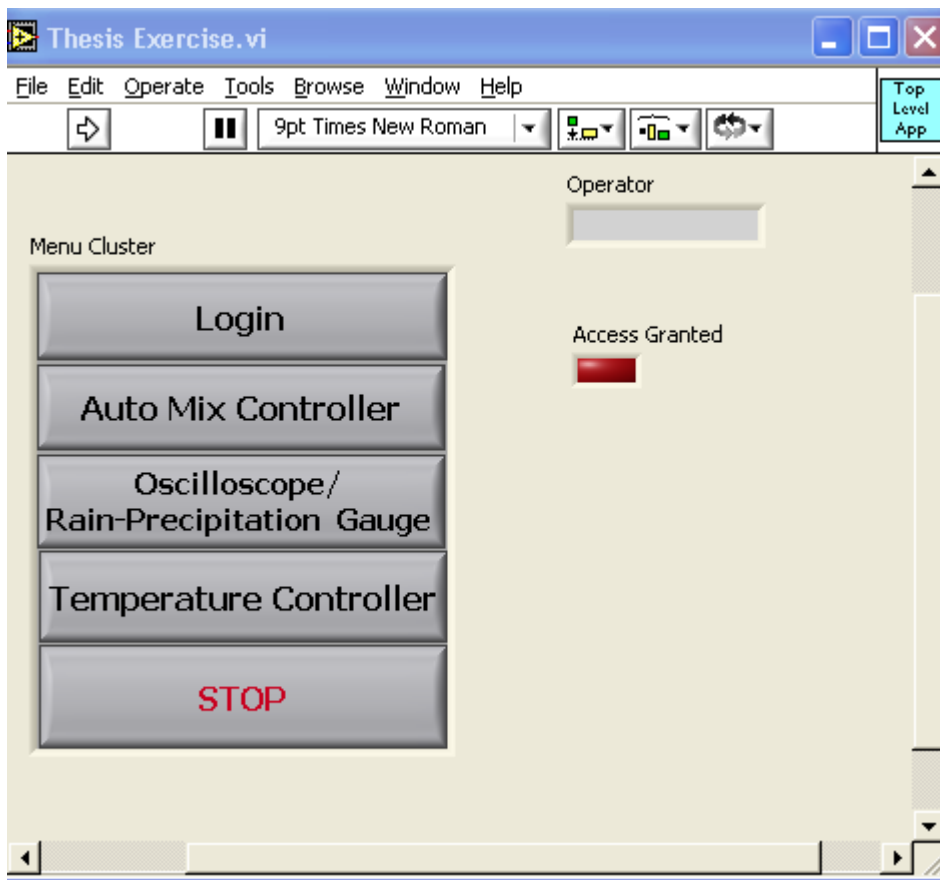 Thesis Exercise.vi
File Edit Operate Tools Browse Window Help
9pt Times New Roman
Top
Level
App
Operator
Menu Cluster
Login
Access Granted
Auto Mix Controller
Oscilloscope/
Rain-Precipitation Gauge
Temperature Controller
STOP